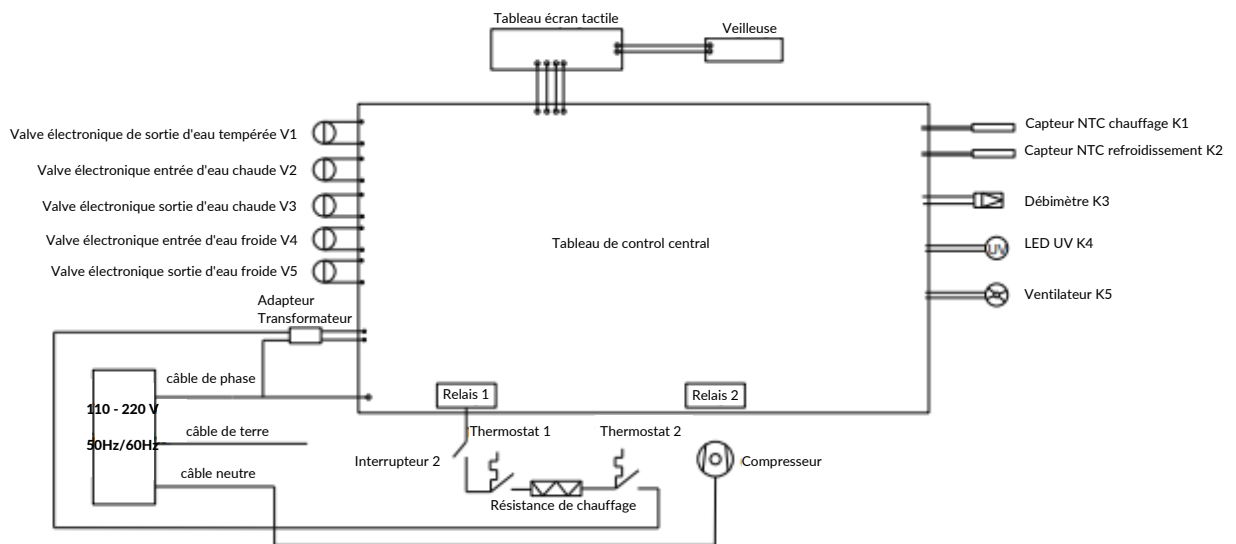 Tableau écran tactile
Veilleuse
Valve électronique de sortie d'eau tempérée V1
Valve électronique entrée d'eau chaude V2
Valve électronique sortie d'eau chaude V3
Valve électronique entrée d'eau froide V4
Valve électronique sortie d'eau froide V5
Capteur NTC chauffage K1
Capteur NTC refroidissement K2
Débimètre K3
LED UV K4
UV
Ventilateur K5
Tableau de control central
Adapteur
Transformateur
câble de phase
110 - 220 V
câble de terre
50Hz/60Hz
câble neutre
Relais 1
Relais 2
Thermostat 1
Thermostat 2
Interrupteur 2
Compresseur
Résistance de chauffage